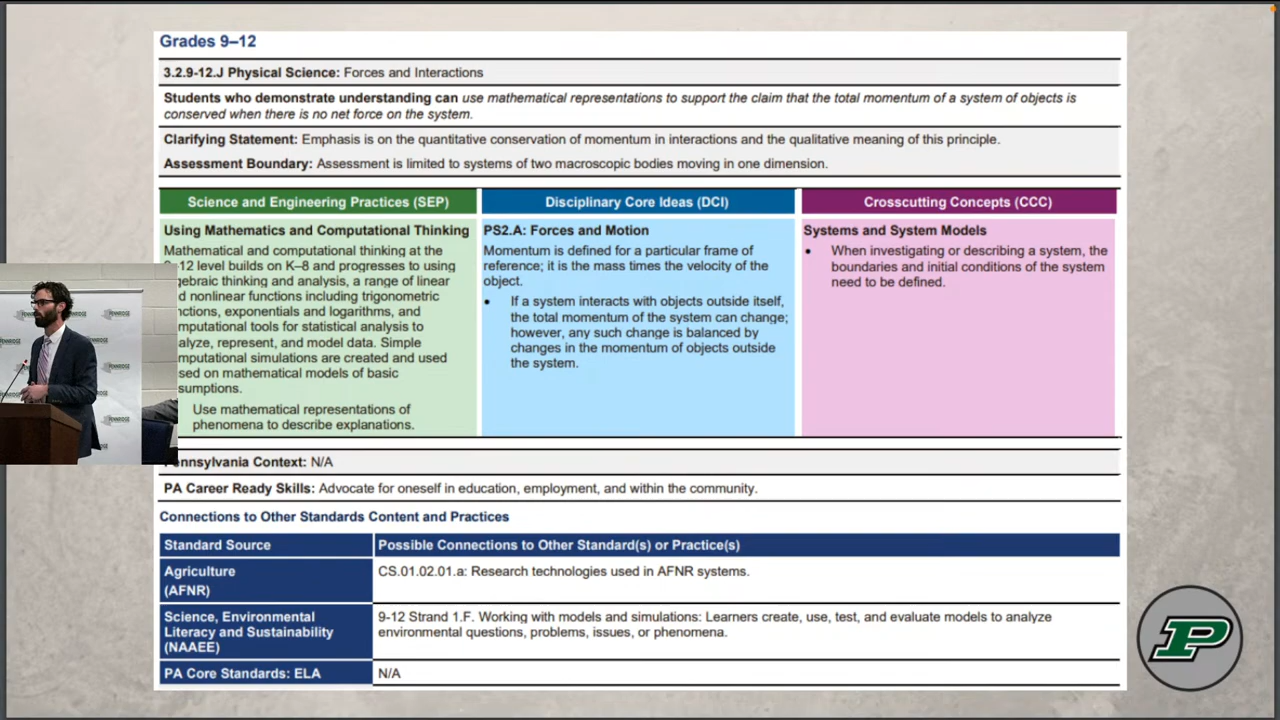 Grades 9–12
3.2.9-12.J Physical Science: Forces and Interactions
Students who demonstrate understanding can use mathematical representations to support the claim that the total momentum of a system of objects is
conserved when there is no net force on the system.
Clarifying Statement: Emphasis is on the quantitative conservation of momentum in interactions and the qualitative meaning of this principle.
Assessment Boundary: Assessment is limited to systems of two macroscopic bodies moving in one dimension.
Science and Engineering Practices (SEP)
Using Mathematics and Computational Thinking
Mathematical and computational thinking at the
12 level builds on K–8 and progresses to using
gebraic thinking and analysis, a range of linear
d nonlinear functions including trigonometric
nctions, exponentials and logarithms, and
mputational tools for statistical analysis to
alyze, represent, and model data. Simple
mputational simulations are created and used
sed on mathematical models of basic
sumptions.
Use mathematical representations of
phenomena to describe explanations.
Disciplinary Core Ideas (DCI)
PS2.A: Forces and Motion
Momentum is defined for a particular frame of
reference; it is the mass times the velocity of the
object.
• If a system interacts with objects outside itself,
the total momentum of the system can change;
however, any such change is balanced by
changes in the momentum of objects outside
the system.
Crosscutting Concepts (CCC)
Systems and System Models
• When investigating or describing a system, the
boundaries and initial conditions of the system
need to be defined.
PENNRIDGE
PENNRIDGE
PENNRIDGE
ennsylvania Context: N/A
PA Career Ready Skills: Advocate for oneself in education, employment, and within the community.
Connections to Other Standards Content and Practices
Standard Source
Possible Connections to Other Standard(s) or Practice(s)
Agriculture
(AFNR)
CS.01.02.01.a: Research technologies used in AFNR systems.
Science, Environmental
Literacy and Sustainability
(NAAEE)
9-12 Strand 1.F. Working with models and simulations: Learners create, use, test, and evaluate models to analyze
environmental questions, problems, issues, or phenomena.
PA Core Standards: ELA
N/A
P